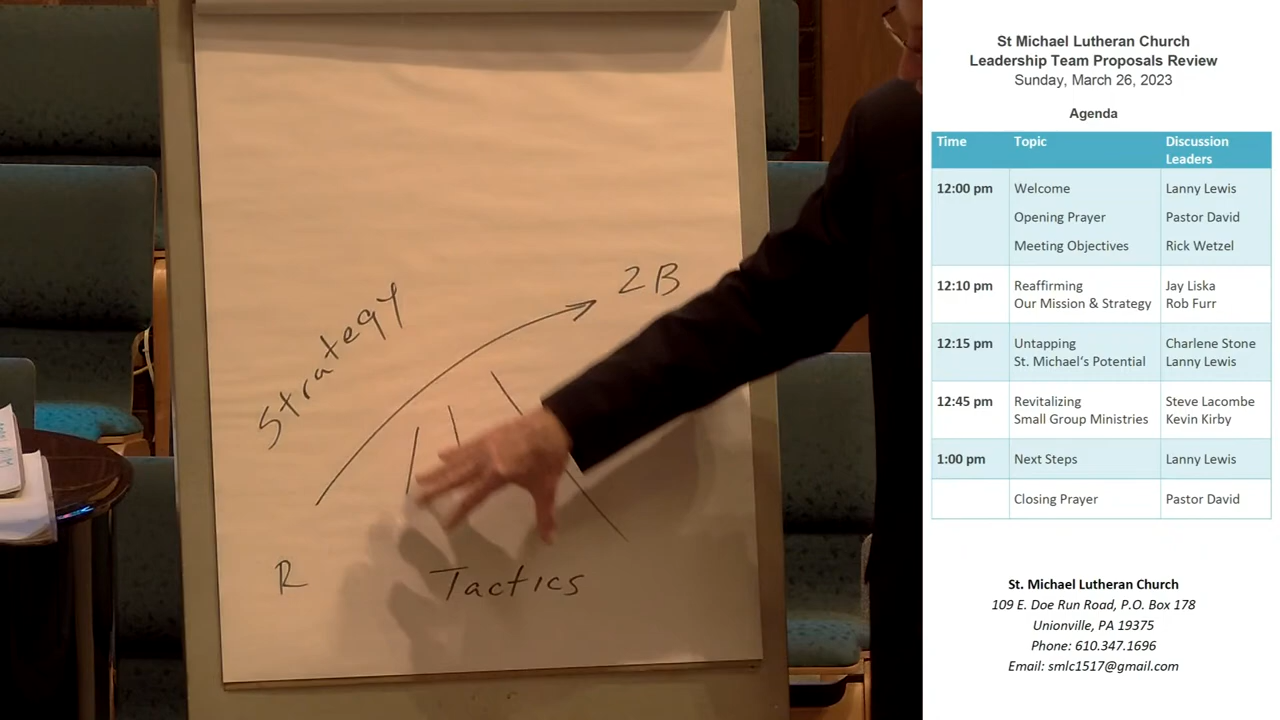 Strategy
2B
R
Tactics
St Michael Lutheran Church
Leadership Team Proposals Review
Sunday, March 26, 2023
Agenda
Time Topic Discussion Leaders
12:00 pm Welcome Lanny Lewis
Opening Prayer Pastor David
Meeting Objectives Rick Wetzel
12:10 pm Reaffirming Jay Liska
Our Mission & Strategy Rob Furr
12:15 pm Untapping Charlene Stone
St. Michael's Potential Lanny Lewis
12:45 pm Revitalizing Steve Lacombe
Small Group Ministries Kevin Kirby
1:00 pm Next Steps Lanny Lewis
Closing Prayer Pastor David
St. Michael Lutheran Church
109 E. Doe Run Road, P.O. Box 178
Unionville, PA 19375
Phone: 610.347.1696
Email: smlc1517@gmail.com